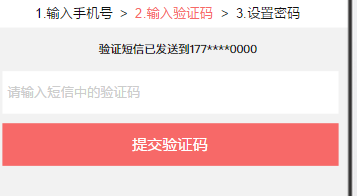 1.输入手机号 > 2.输入验证码 > 3.设置密码
验证短信已发送到177****0000
请输入短信中的验证码
提交验证码